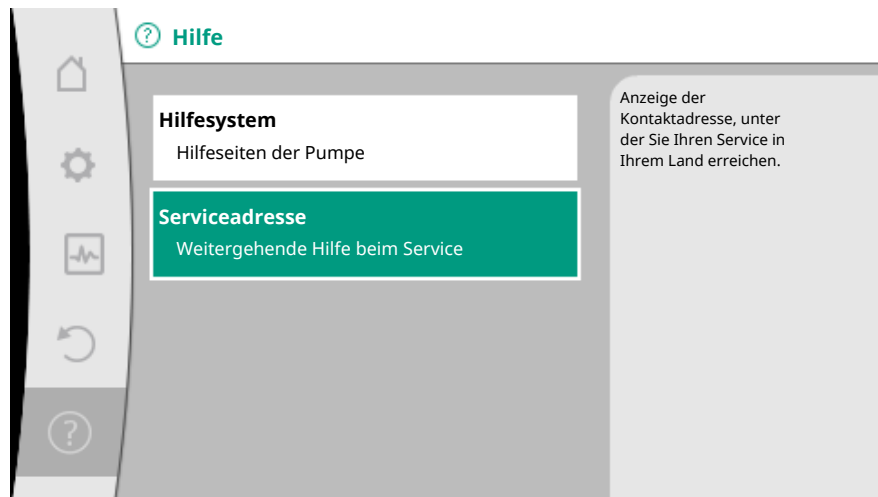 Hilfe
Hilfesystem
Hilfeseiten der Pumpe
Serviceadresse
Weitergehende Hilfe beim Service
Anzeige der
Kontaktadresse, unter
der Sie Ihren Service in
Ihrem Land erreichen.